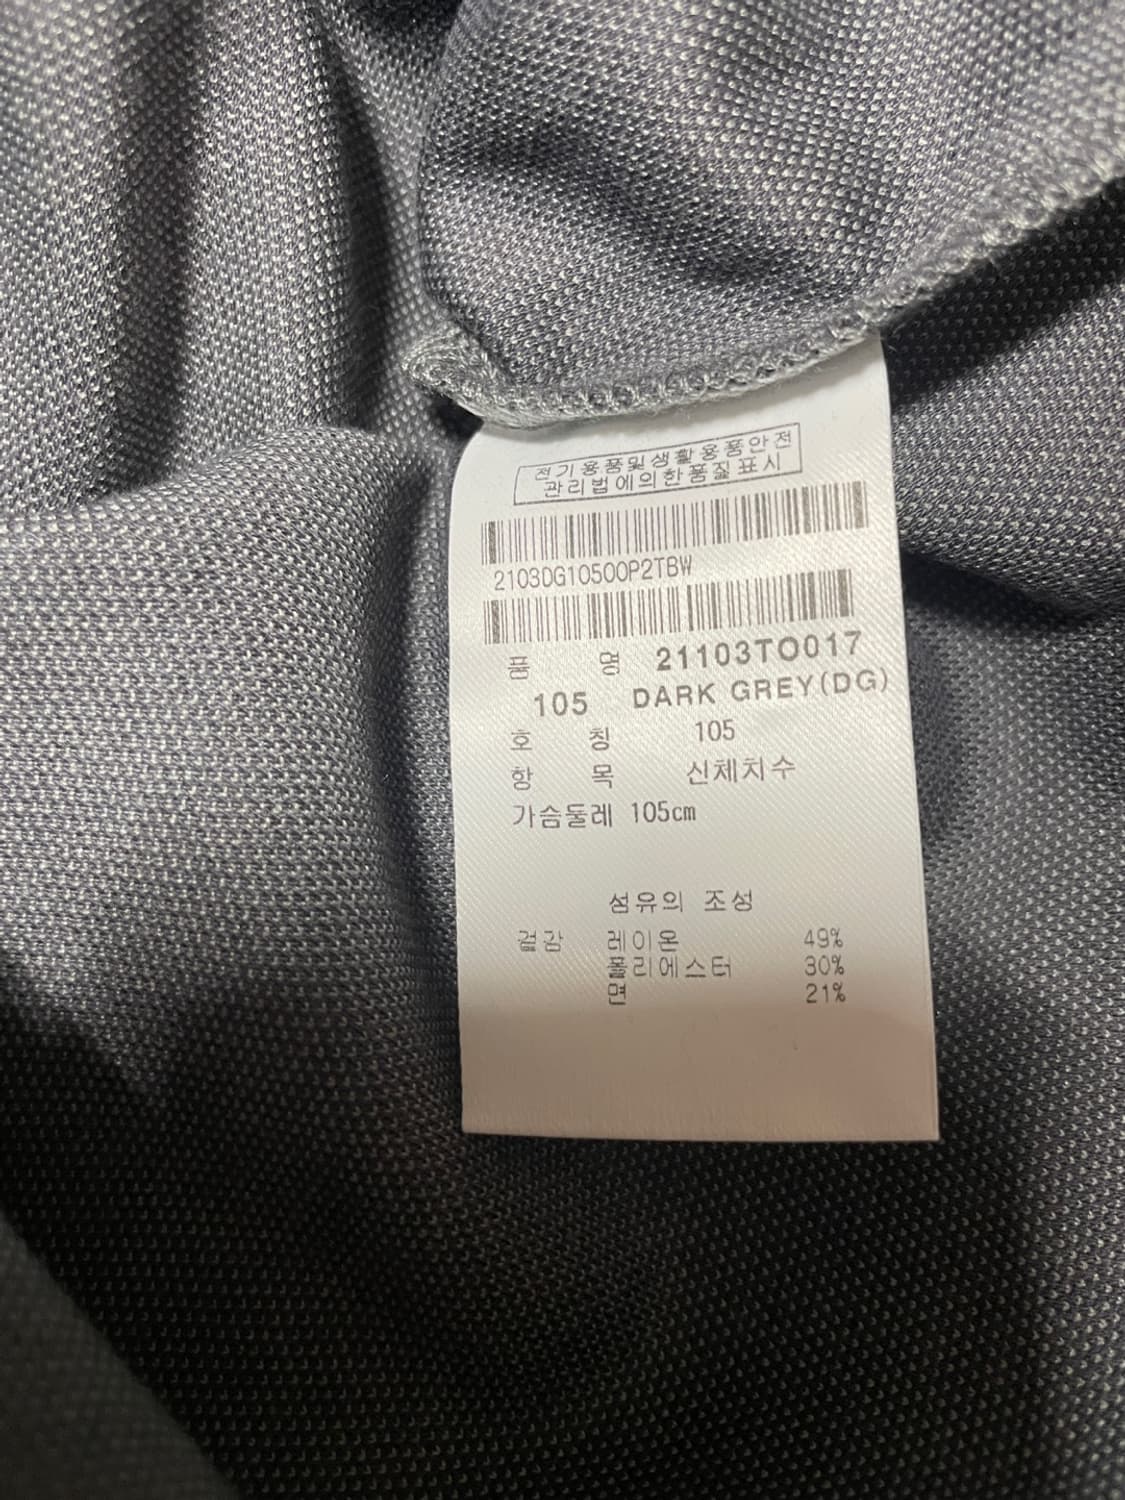 전기용품및생활용품안전
관리법에의한품질표시
2103DG10500P2TBW
품 명 21103TO017
105 DARK GREY(DG)
호 칭 105
항 목 신체치수
가슴둘레 105cm
섬유의 조성
겉감 레이온 49%
폴리에스터 30%
면 21%